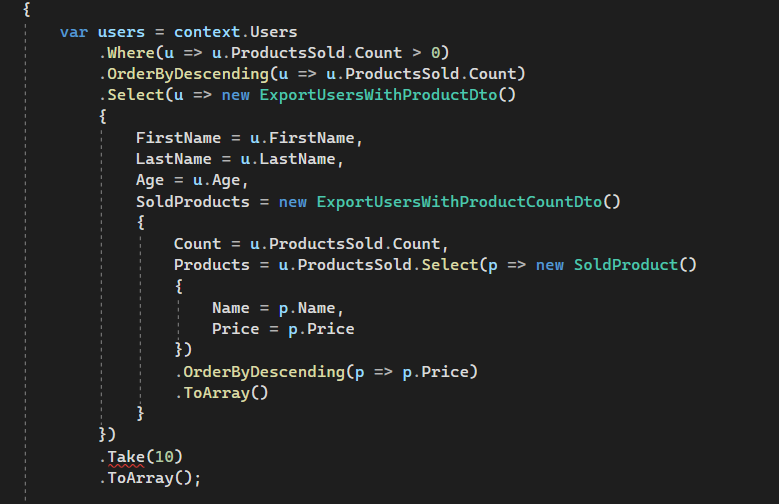 {
var users = context.Users
.Where(u => u.ProductsSold.Count > 0)
.OrderByDescending(u => u.ProductsSold.Count)
.Select(u => new ExportUsersWithProductDto()
{
FirstName = u.FirstName,
LastName = u.LastName,
Age = u.Age,
SoldProducts = new ExportUsersWithProductCountDto()
{
Count = u.ProductsSold.Count,
Products = u.ProductsSold.Select(p => new SoldProduct()
{
Name = p.Name,
Price = p.Price
})
.OrderByDescending(p => p.Price)
.ToArray()
}
})
.Take(10)
.ToArray();